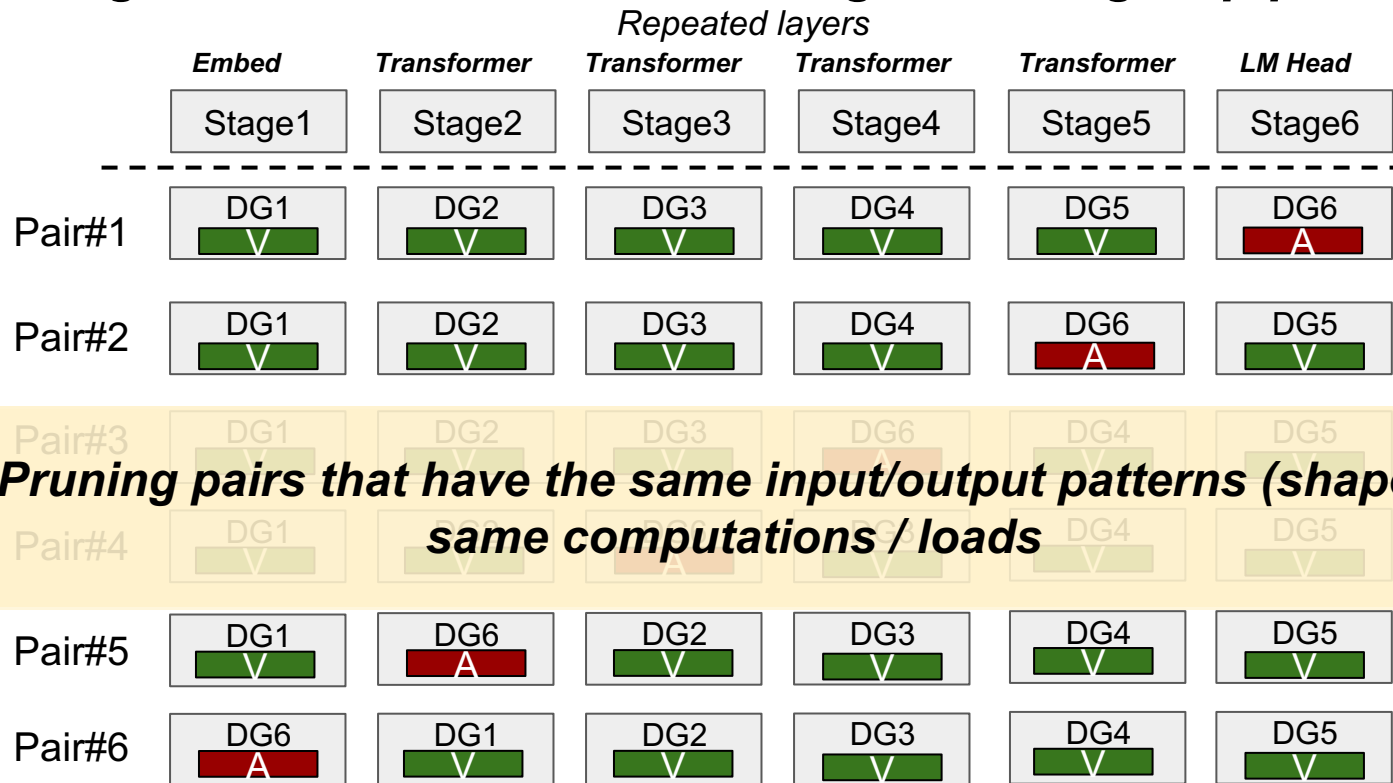 Repeated layers
Embed Transformer Transformer Transformer Transformer LM Head
Stage1 Stage2 Stage3 Stage4 Stage5 Stage6
Pair#1 DG1 DG2 DG3 DG4 DG5 DG6
V V V V V A
Pair#2 DG1 DG2 DG3 DG4 DG6 DG5
V V V V A V
Pair#3 DG1 DG2 DG3 DG6 DG4 DG5
Pruning pairs that have the same input/output patterns (shape
Pair#4 DG1 DG4 DG5
same computations / loads
V A V V V
Pair#5 DG1 DG6 DG2 DG3 DG4 DG5
V A V V V V
Pair#6 DG6 DG1 DG2 DG3 DG4 DG5
A V V V V V